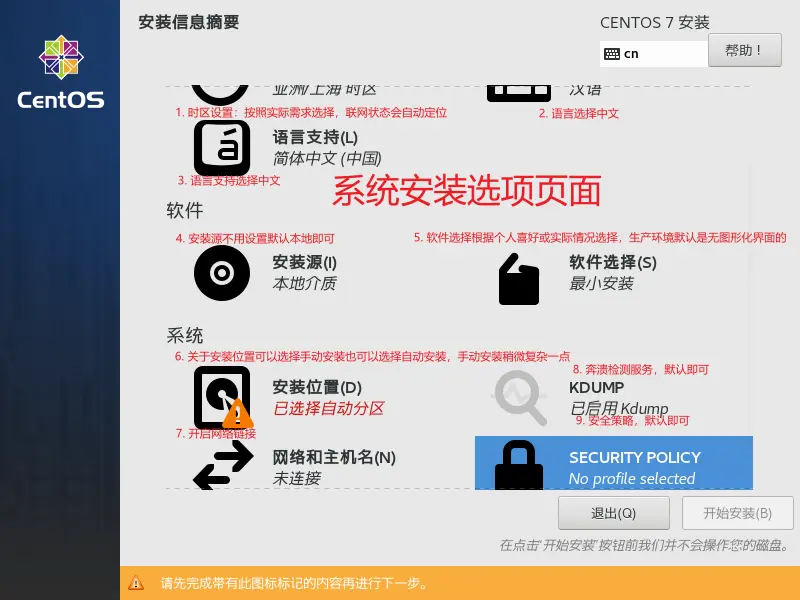 安装信息摘要
CENTOS 7 安装
cn
帮助！
CentOS
亚洲/上海 时区
汉语
1. 时区设置：按照实际需求选择，联网状态会自动定位
2. 语言选择中文
语言支持(L)
简体中文 (中国)
3. 语言支持选择中文
系统安装选项页面
软件
4. 安装源不用设置默认本地即可
5. 软件选择根据个人喜好或实际情况选择，生产环境默认是无图形化界面的
安装源(I)
本地介质
软件选择(S)
最小安装
系统
6. 关于安装位置可以选择手动安装也可以选择自动安装，手动安装稍微复杂一点
8. 奔溃检测服务，默认即可
安装位置(D)
已选择自动分区
KDUMP
已启用 Kdump
9. 安全策略，默认即可
7. 开启网络链接
网络和主机名(N)
未连接
SECURITY POLICY
No profile selected
退出(Q)
开始安装(B)
在点击'开始安装'按钮前我们并不会操作您的磁盘。
请先完成带有此图标标记的内容再进行下一步。